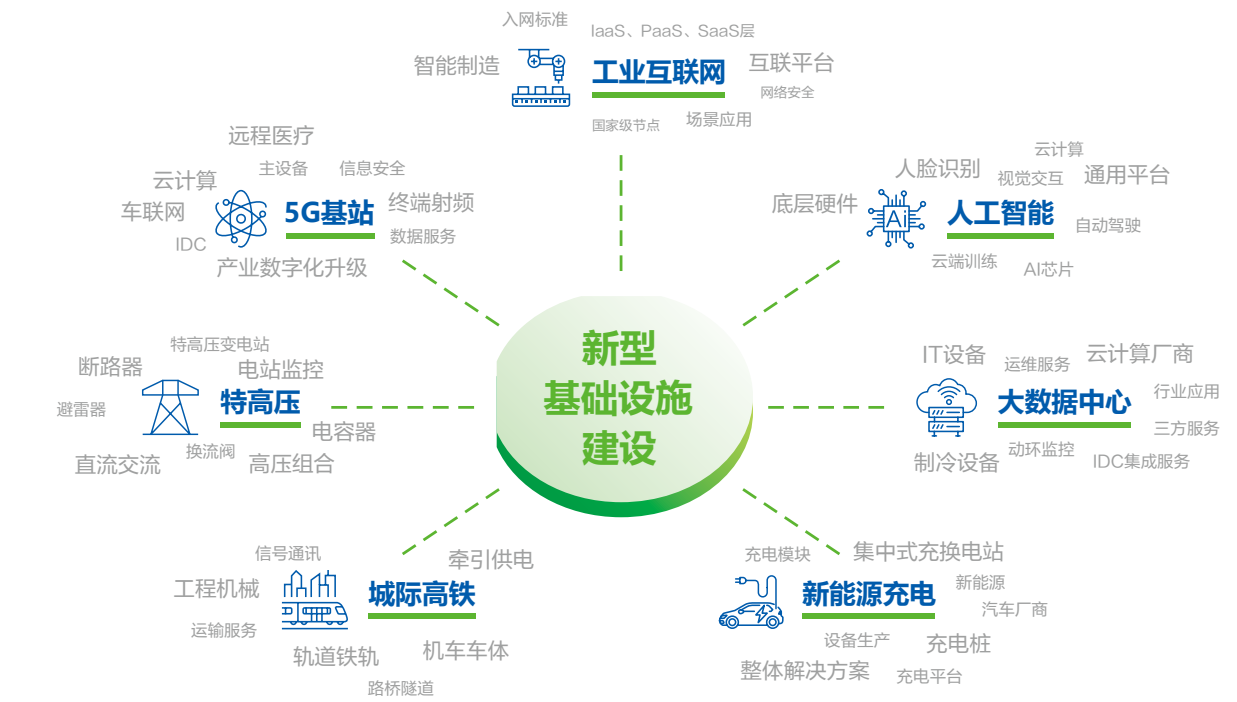 入网标准
IaaS、PaaS、SaaS层
智能制造
工业互联网
互联平台
网络安全
国家级节点
场景应用
远程医疗
主设备
信息安全
云计算
车联网
5G基站
终端射频
IDC
数据服务
产业数字化升级
云计算
人脸识别
视觉交互
通用平台
底层硬件
Ai
人工智能
自动驾驶
云端训练
AI芯片
新型
基础设施
建设
特高压变电站
断路器
电站监控
避雷器
特高压
电容器
换流阀
直流交流
高压组合
IT设备
运维服务
云计算厂商
大数据中心
行业应用
三方服务
制冷设备
动环监控
IDC集成服务
信号通讯
牵引供电
工程机械
城际高铁
运输服务
轨道铁轨
机车车体
路桥隧道
充电模块
集中式充换电站
新能源充电
新能源
汽车厂商
设备生产
充电桩
整体解决方案
充电平台